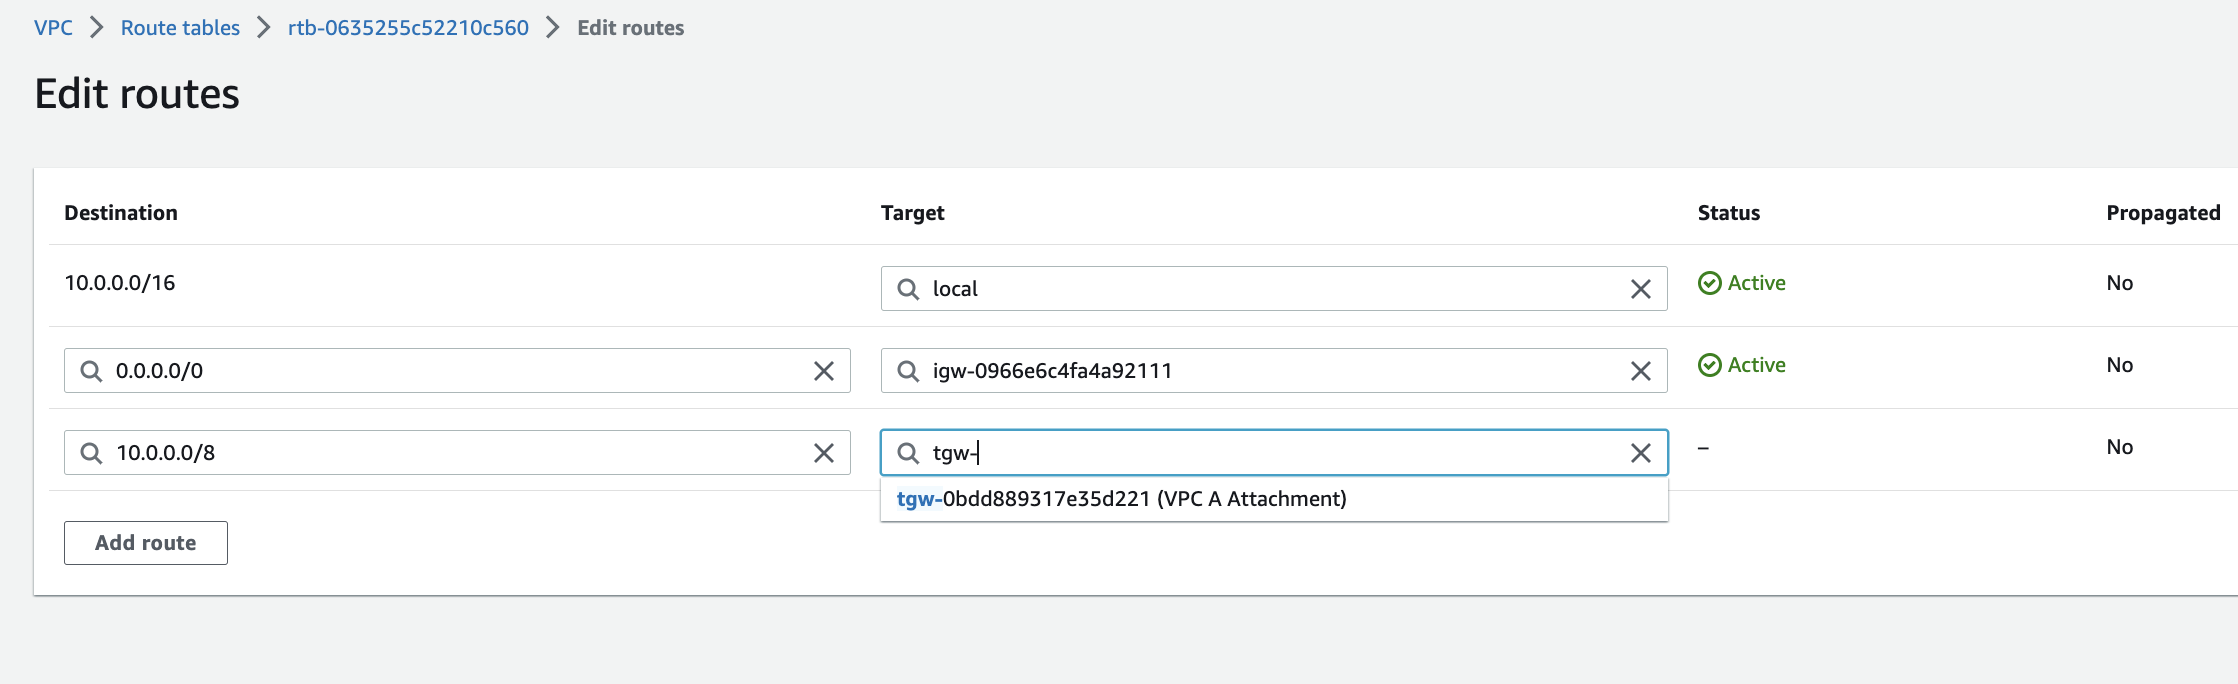 VPC > Route tables > rtb-0635255c52210c560 > Edit routes
Edit routes
Destination Target Status Propagated
10.0.0.0/16 local Active No
0.0.0.0/0 igw-0966e6c4fa4a92111 Active No
10.0.0.0/8 tgw- – No
tgw-0bdd889317e35d221 (VPC A Attachment)
Add route